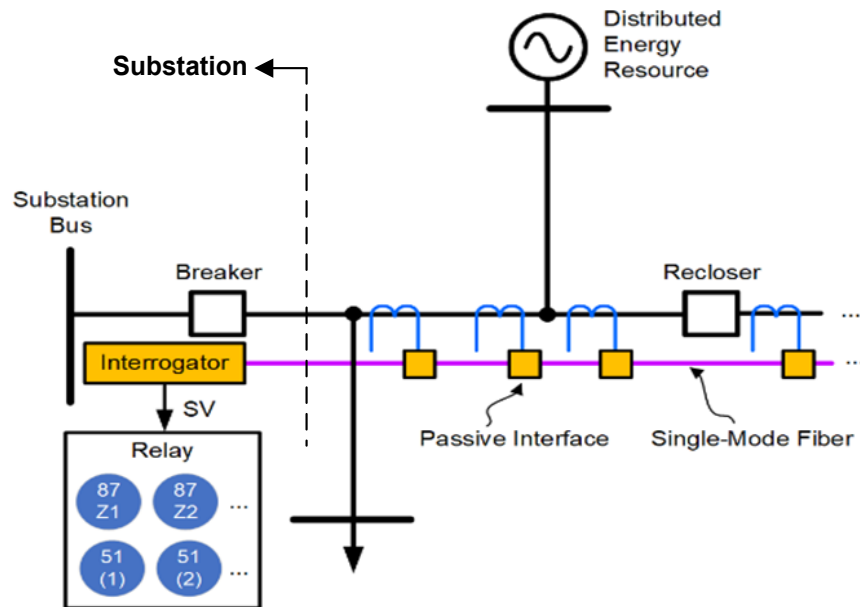 Distributed
Energy
Resource
Substation
Substation
Bus
Breaker
Recloser
...
Interrogator
...
SV
Passive Interface
Single-Mode Fiber
Relay
87
Z1
87
Z2
...
51
(1)
51
(2)
...